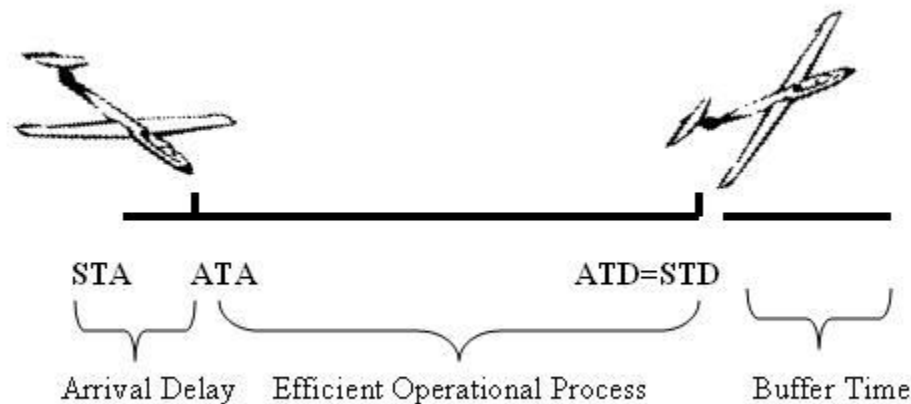 STA ATA ATD=STD
Arrival Delay Efficient Operational Process Buffer Time